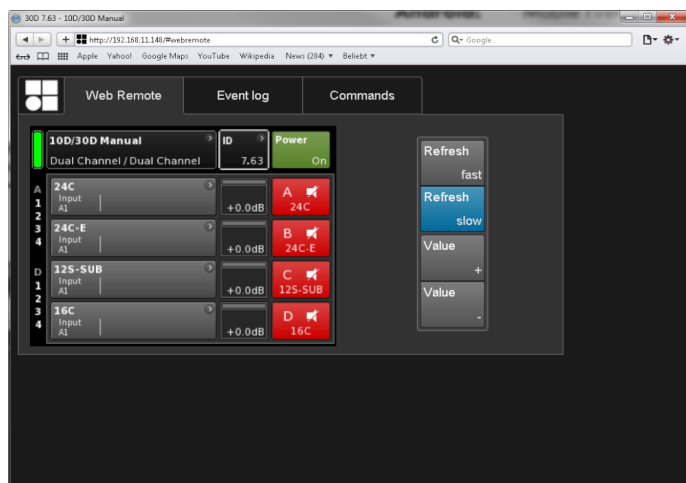 30D 7.63 - 10D/30D Manual
http://192.168.11.148/#webremote
Google
Apple Yahoo! Google Maps YouTube Wikipedia News (204) ▾ Beliebt ▾
Web Remote Event log Commands
10D/30D Manual ID Power
Dual Channel / Dual Channel 7.63 On
A
1
2
3
4
24C
Input
A1
+0.0dB
A
24C
24C-E
Input
A1
+0.0dB
B
24C-E
D
1
2
3
4
12S-SUB
Input
A1
+0.0dB
C
12S-SUB
16C
Input
A1
+0.0dB
D
16C
Refresh
fast
Refresh
slow
Value
+
Value
-